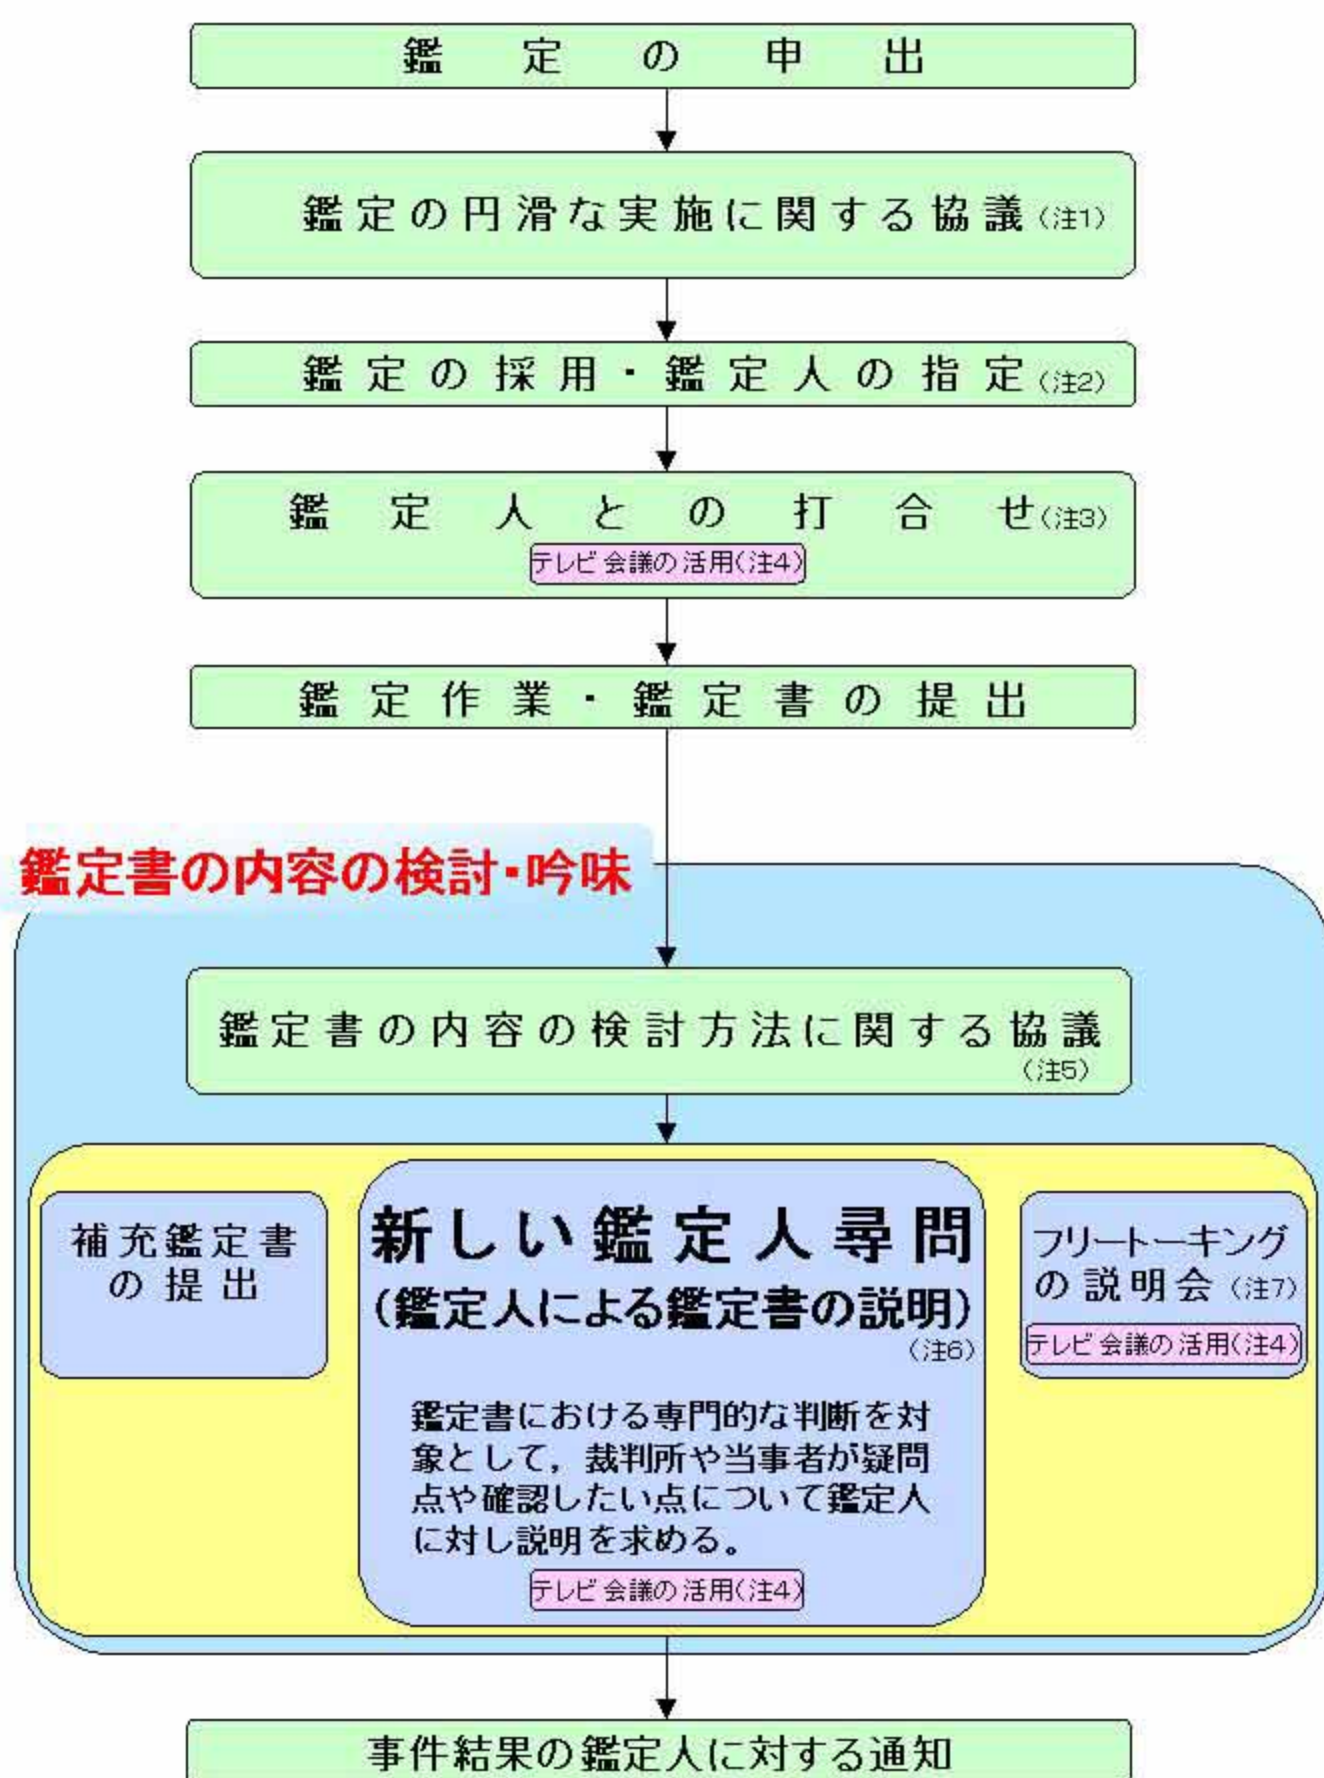 鑑定の申出
鑑定の円滑な実施に関する協議(注1)
鑑定の採用・鑑定人の指定(注2)
鑑定人との打合せ(注3)
テレビ会議の活用(注4)
鑑定作業・鑑定書の提出
鑑定書の内容の検討・吟味
鑑定書の内容の検討方法に関する協議
(注5)
補充鑑定書
の提出
新しい鑑定人尋問
(鑑定人による鑑定書の説明)
(注6)
鑑定書における専門的な判断を対
象として,裁判所や当事者が疑問
点や確認したい点について鑑定人
に対し説明を求める。
テレビ会議の活用(注4)
フリートーキング
の説明会(注7)
テレビ会議の活用(注4)
事件結果の鑑定人に対する通知